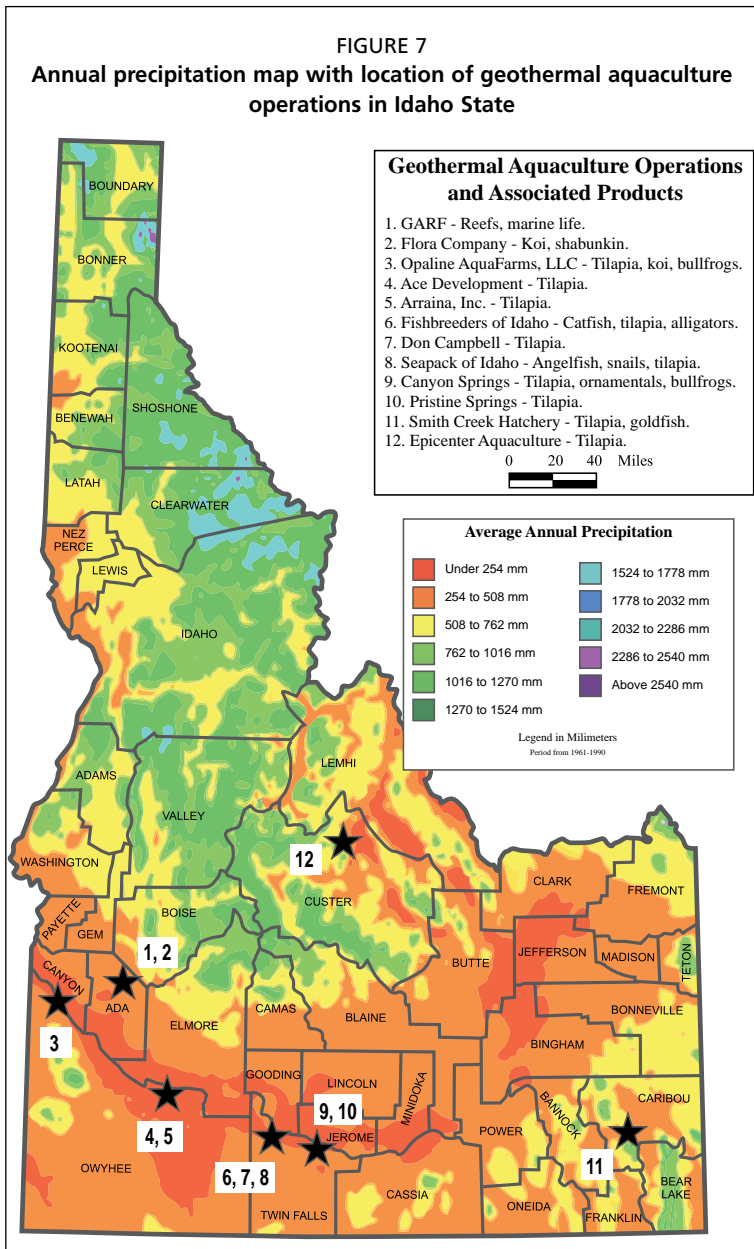 FIGURE 7
Annual precipitation map with location of geothermal aquaculture
operations in Idaho State
Geothermal Aquaculture Operations
and Associated Products
1. GARF - Reefs, marine life.
2. Flora Company - Koi, shabunkin.
3. Opaline AquaFarms, LLC - Tilapia, koi, bullfrogs.
4. Ace Development - Tilapia.
5. Arraina, Inc. - Tilapia.
6. Fishbreeders of Idaho - Catfish, tilapia, alligators.
7. Don Campbell - Tilapia.
8. Seapack of Idaho - Angelfish, snails, tilapia.
9. Canyon Springs - Tilapia, ornamentals, bullfrogs.
10. Pristine Springs - Tilapia.
11. Smith Creek Hatchery - Tilapia, goldfish.
12. Epicenter Aquaculture - Tilapia.
0 20 40 Miles
Average Annual Precipitation
Under 254 mm
254 to 508 mm
508 to 762 mm
762 to 1016 mm
1016 to 1270 mm
1270 to 1524 mm
1524 to 1778 mm
1778 to 2032 mm
2032 to 2286 mm
2286 to 2540 mm
Above 2540 mm
Legend in Milimeters
Period from 1961-1990
BOUNDARY
BONNER
KOOTENAI
SHOSHONE
BENEWAH
LATAH
CLEARWATER
NEZ
PERCE
LEWIS
IDAHO
LEMHI
ADAMS
VALLEY
WASHINGTON
12
CUSTER
CLARK
FREMONT
PAYETTE
GEM
BOISE
1, 2
BUTTE
JEFFERSON
MADISON
TETON
CANYON
ADA
ELMORE
CAMAS
BLAINE
BONNEVILLE
3
BINGHAM
GOODING
LINCOLN
MINIDOKA
9, 10
JEROME
4, 5
6, 7, 8
POWER
BANNOCK
CARIBOU
11
OWYHEE
TWIN FALLS
CASSIA
ONEIDA
FRANKLIN
BEAR
LAKE